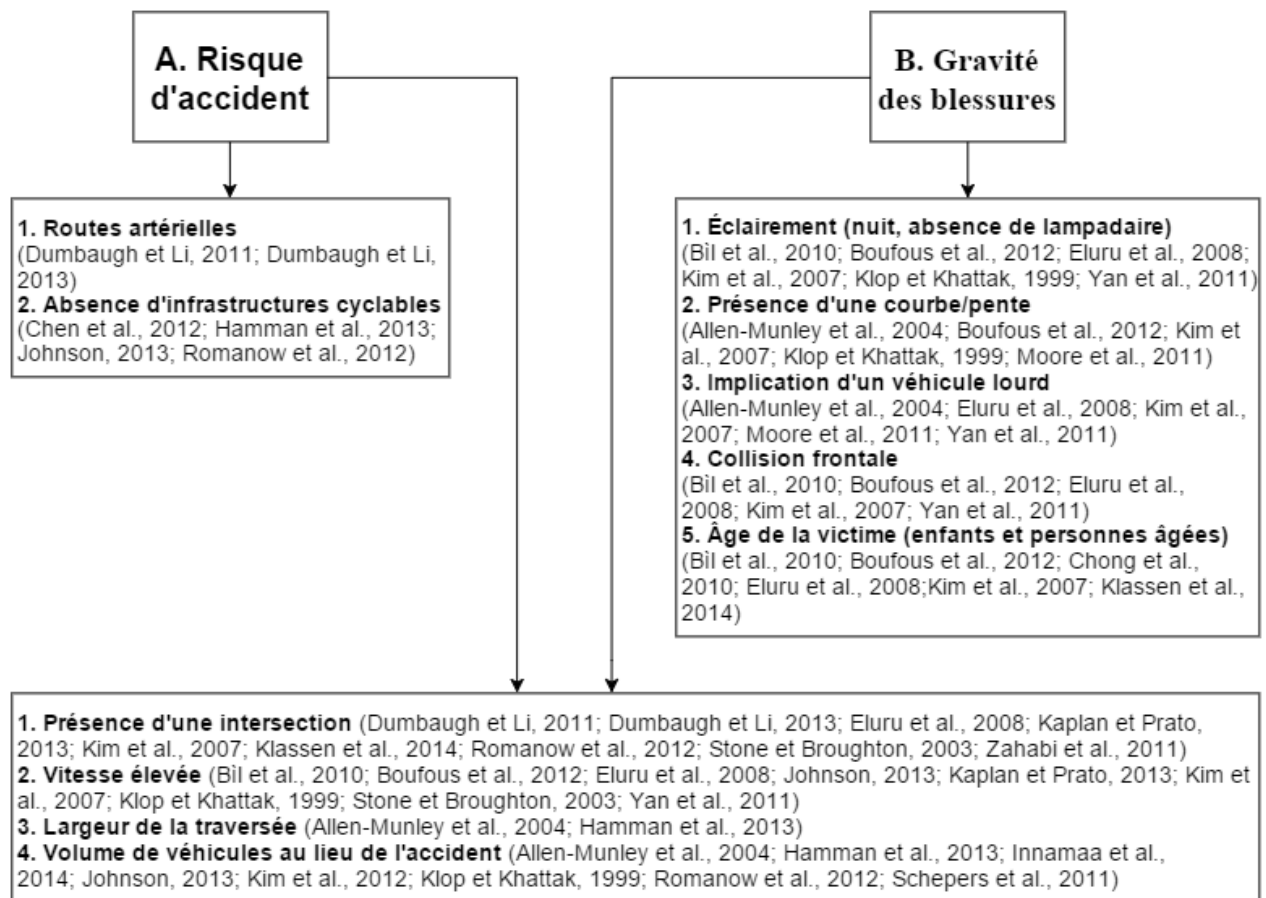 A. Risque
d'accident
B. Gravité
des blessures
1. Routes artérielles
(Dumbaugh et Li, 2011; Dumbaugh et Li,
2013)
2. Absence d'infrastructures cyclables
(Chen et al., 2012; Hamman et al., 2013;
Johnson, 2013; Romanow et al., 2012)
1. Éclairement (nuit, absence de lampadaire)
(Bìl et al., 2010; Boufous et al., 2012; Eluru et al., 2008;
Kim et al., 2007; Klop et Khattak, 1999; Yan et al., 2011)
2. Présence d'une courbe/pente
(Allen-Munley et al., 2004; Boufous et al., 2012; Kim et
al., 2007; Klop et Khattak, 1999; Moore et al., 2011)
3. Implication d'un véhicule lourd
(Allen-Munley et al., 2004; Eluru et al., 2008; Kim et al.,
2007; Moore et al., 2011; Yan et al., 2011)
4. Collision frontale
(Bìl et al., 2010; Boufous et al., 2012; Eluru et al.,
2008; Kim et al., 2007; Yan et al., 2011)
5. Âge de la victime (enfants et personnes âgées)
(Bìl et al., 2010; Boufous et al., 2012; Chong et al.,
2010; Eluru et al., 2008;Kim et al., 2007; Klassen et al.,
2014)
1. Présence d'une intersection (Dumbaugh et Li, 2011; Dumbaugh et Li, 2013; Eluru et al., 2008; Kaplan et Prato,
2013; Kim et al., 2007; Klassen et al., 2014; Romanow et al., 2012; Stone et Broughton, 2003; Zahabi et al., 2011)
2. Vitesse élevée (Bìl et al., 2010; Boufous et al., 2012; Eluru et al., 2008; Johnson, 2013; Kaplan et Prato, 2013; Kim et
al., 2007; Klop et Khattak, 1999; Stone et Broughton, 2003; Yan et al., 2011)
3. Largeur de la traversée (Allen-Munley et al., 2004; Hamman et al., 2013)
4. Volume de véhicules au lieu de l'accident (Allen-Munley et al., 2004; Hamman et al., 2013; Innamaa et al.,
2014; Johnson, 2013; Kim et al., 2012; Klop et Khattak, 1999; Romanow et al., 2012; Schepers et al., 2011)